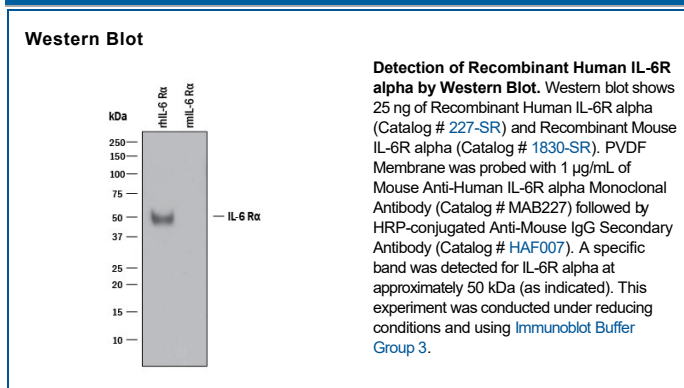 Western Blot
kDa
rhIL-6 Rα
rmIL-6 Rα
250
150
100
75
50
37
25
20
15
10
IL-6 Rα
Detection of Recombinant Human IL-6R
alpha by Western Blot. Western blot shows
25 ng of Recombinant Human IL-6R alpha
(Catalog # 227-SR) and Recombinant Mouse
IL-6R alpha (Catalog # 1830-SR). PVDF
Membrane was probed with 1 µg/mL of
Mouse Anti-Human IL-6R alpha Monoclonal
Antibody (Catalog # MAB227) followed by
HRP-conjugated Anti-Mouse IgG Secondary
Antibody (Catalog # HAF007). A specific
band was detected for IL-6R alpha at
approximately 50 kDa (as indicated). This
experiment was conducted under reducing
conditions and using Immunoblot Buffer
Group 3.